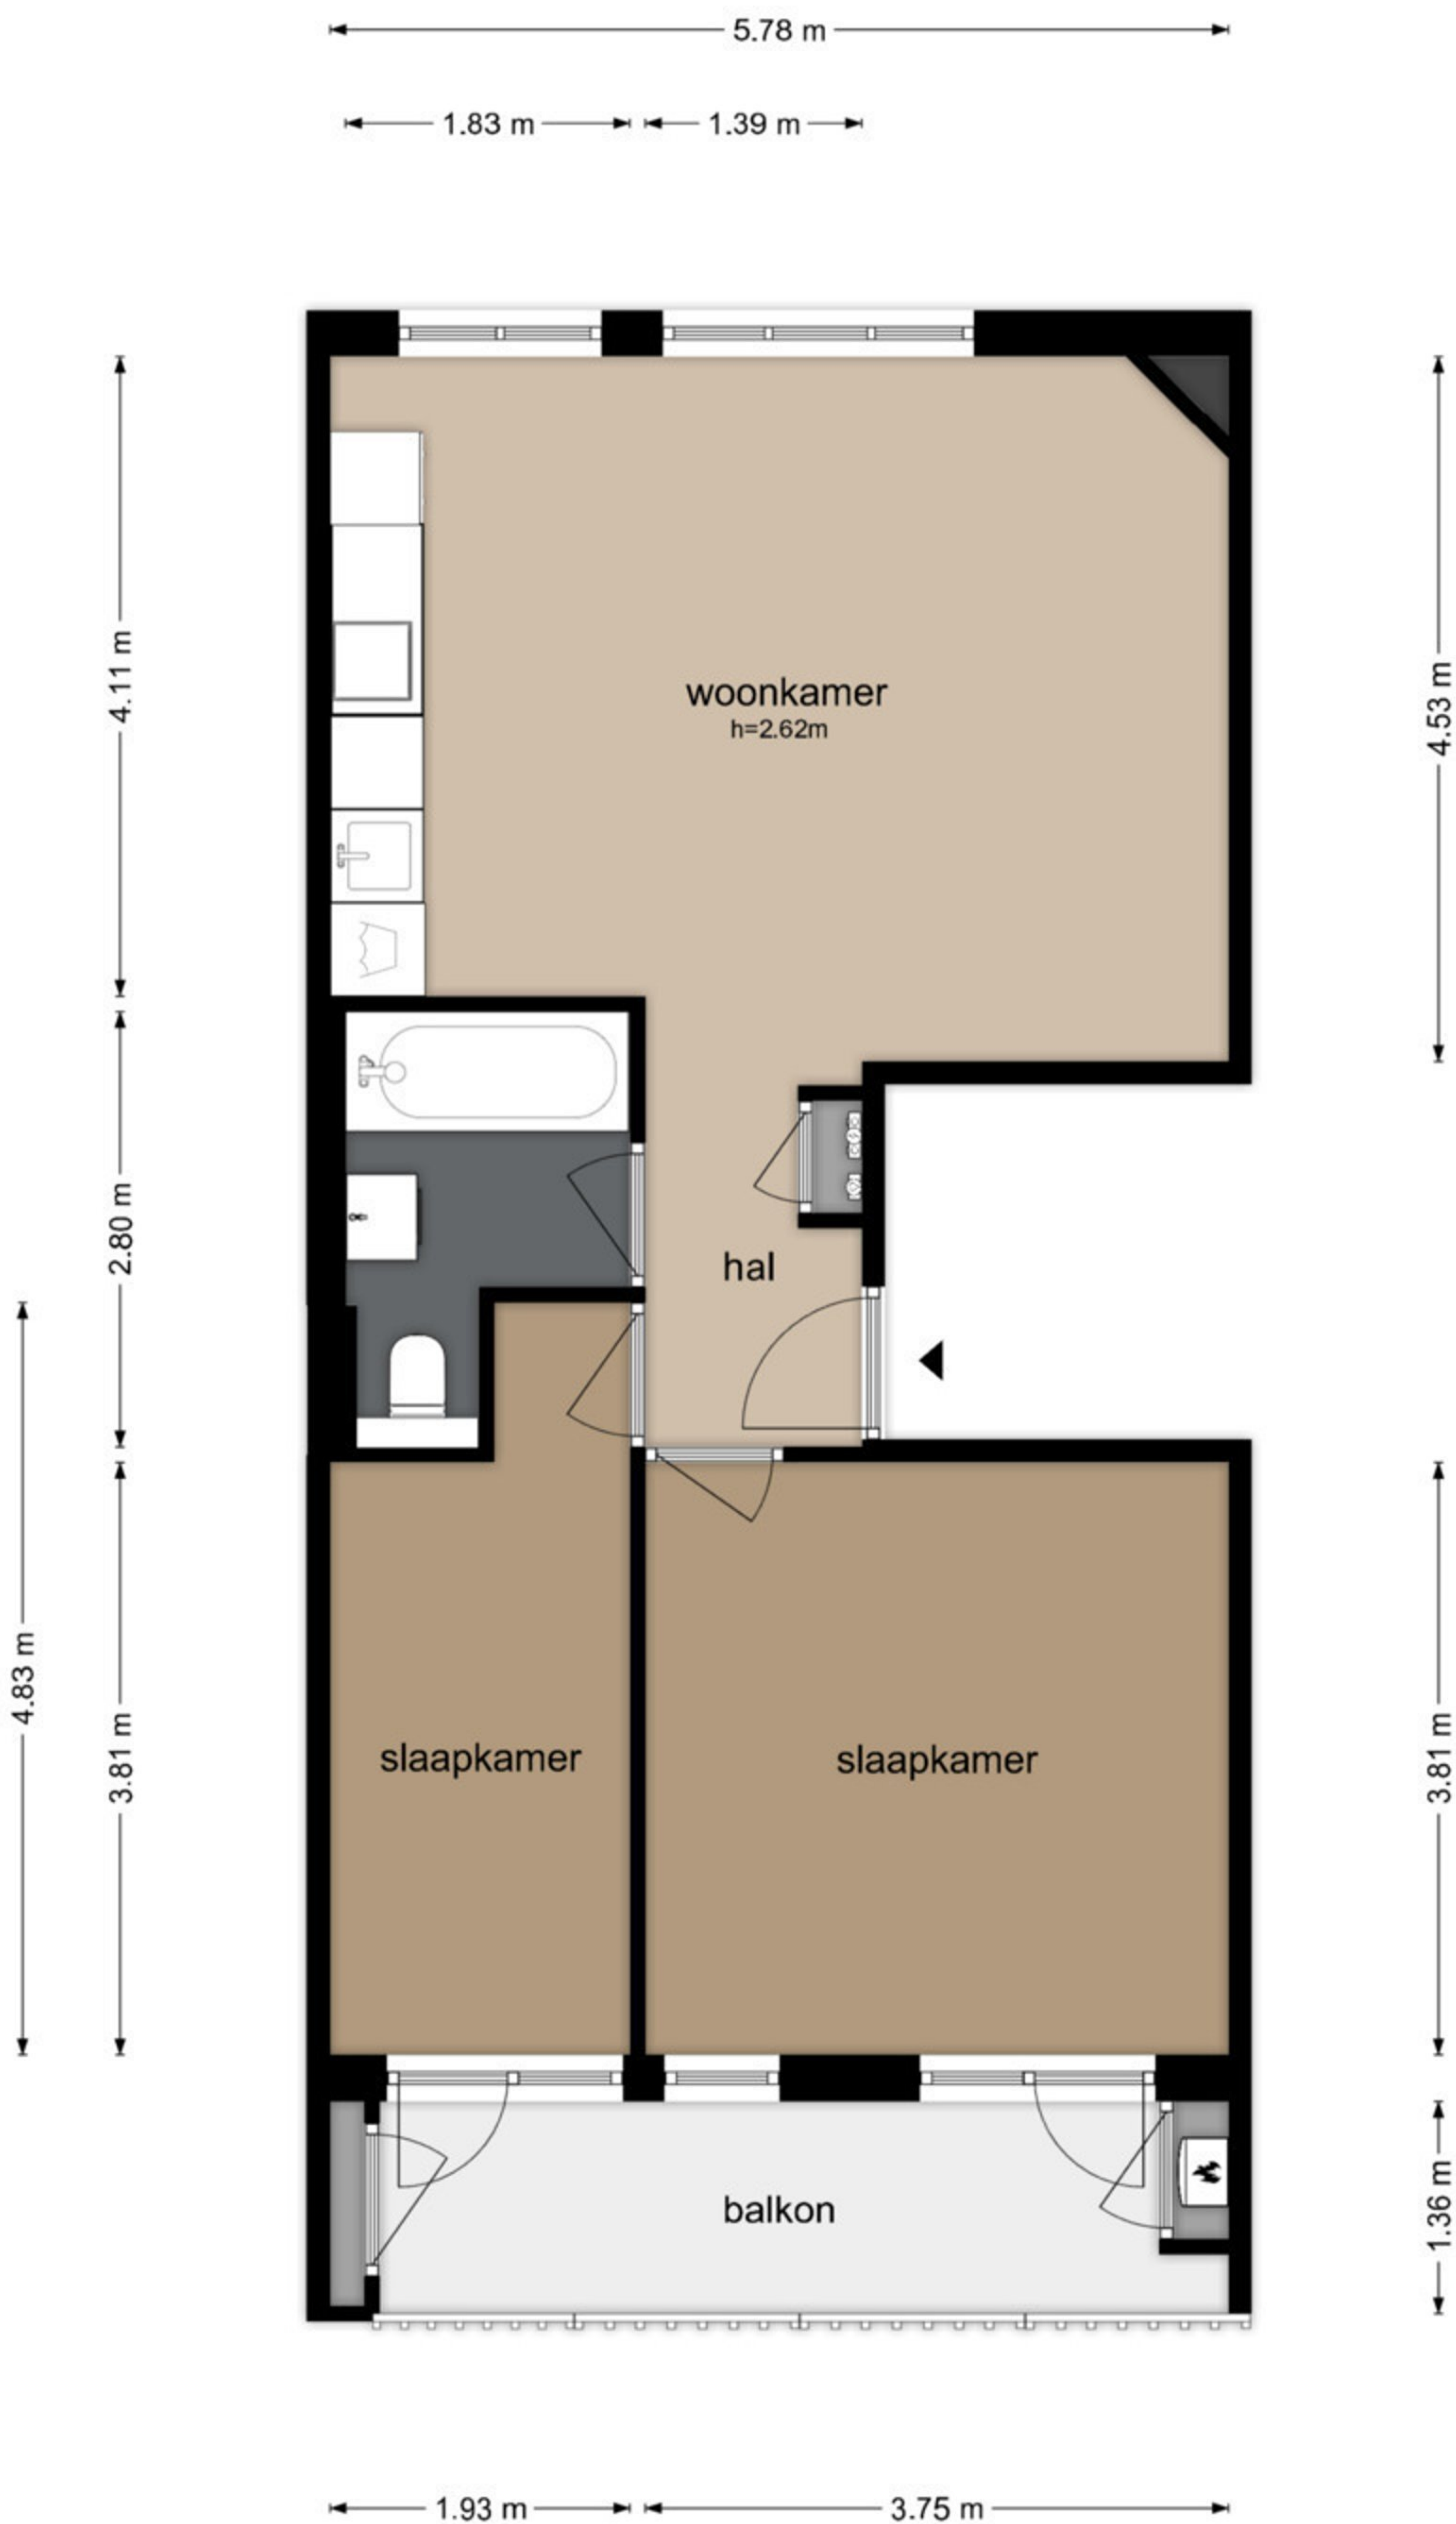 5.78 m
1.83 m
1.39 m
4.11 m
4.53 m
woonkamer
h=2.62m
2.80 m
hal
4.83 m
3.81 m
3.81 m
slaapkamer
slaapkamer
1.36 m
balkon
1.93 m
3.75 m